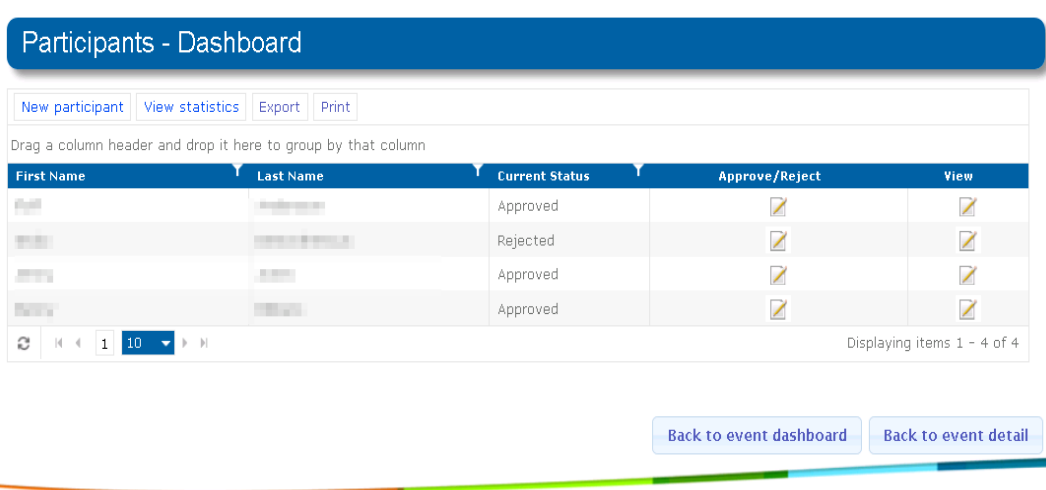 Participants - Dashboard
New participant View statistics Export Print
Drag a column header and drop it here to group by that column
First Name Last Name Current Status Approve/Reject View
Approved
Rejected
Approved
Approved
1 10 Displaying items 1 - 4 of 4
Back to event dashboard Back to event detail